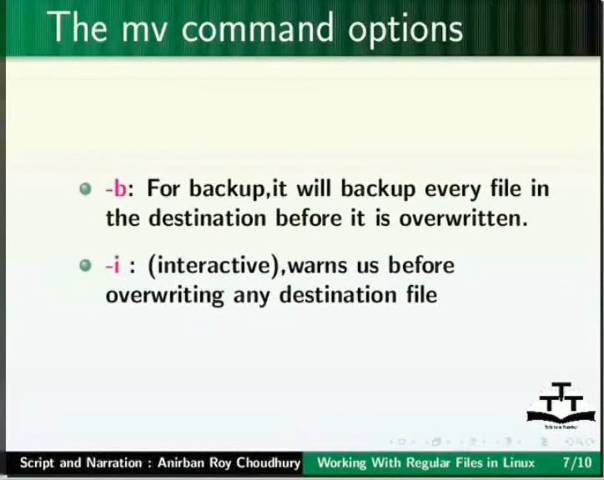 The mv command options
-b: For backup,it will backup every file in
the destination before it is overwritten.
-i : (interactive),warns us before
overwriting any destination file
TTT
Script and Narration : Anirban Roy Choudhury
Working With Regular Files in Linux
7/10